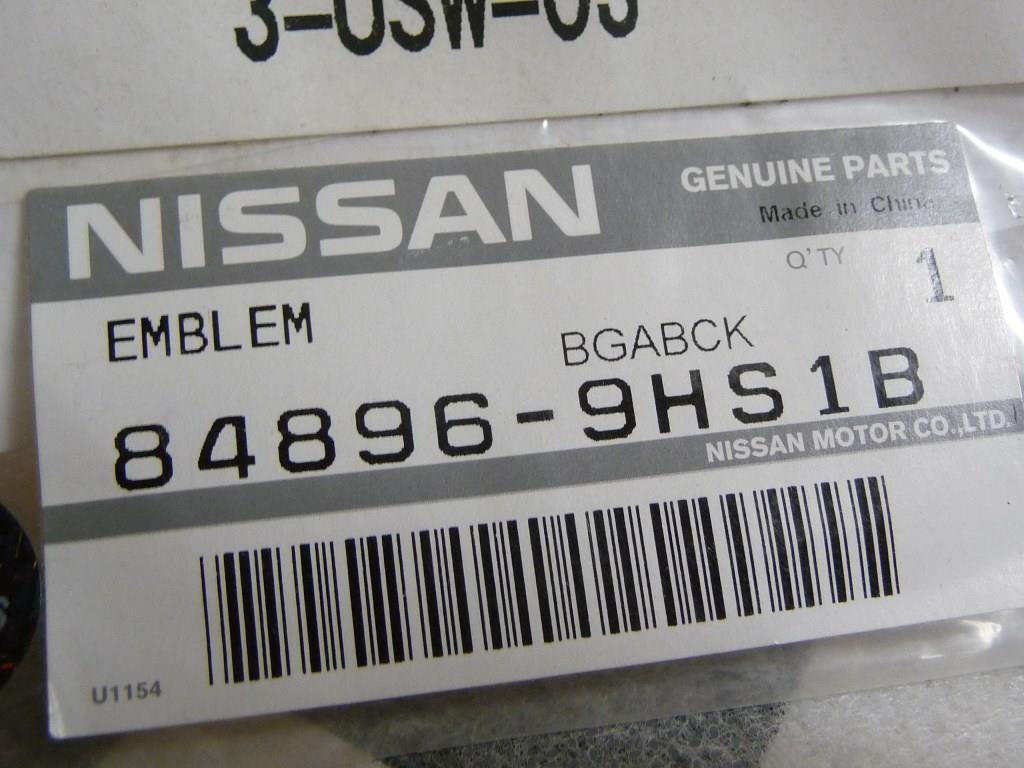 NISSAN
GENUINE PARTS
Made in China
Q'TY 1
EMBLEM
BGABCK
84896-9HS1B
NISSAN MOTOR CO.,LTD.
U1154